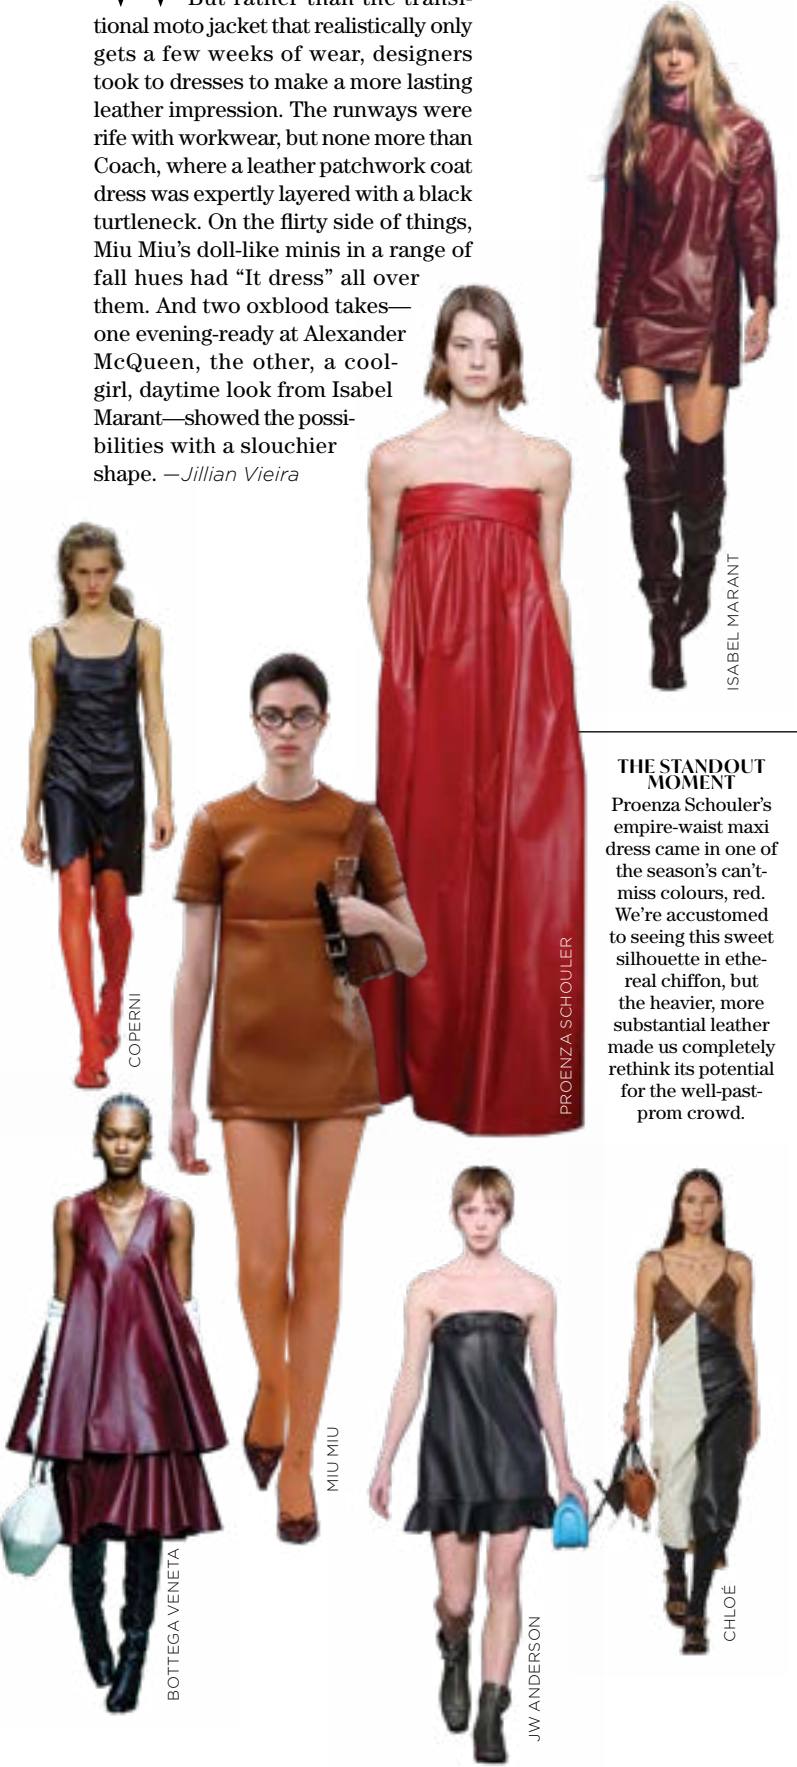 But rather than the transi-
tional moto jacket that realistically only
gets a few weeks of wear, designers
took to dresses to make a more lasting
leather impression. The runways were
rife with workwear, but none more than
Coach, where a leather patchwork coat
dress was expertly layered with a black
turtleneck. On the flirty side of things,
Miu Miu’s doll-like minis in a range of
fall hues had “It dress” all over
them. And two oxblood takes—
one evening-ready at Alexander
McQueen, the other, a cool-
girl, daytime look from Isabel
Marant—showed the possi-
bilities with a slouchier
shape. —Jillian Vieira
ISABEL MARANT
THE STANDOUT
MOMENT
Proenza Schouler’s
empire-waist maxi
dress came in one of
the season’s can’t-
miss colours, red.
We’re accustomed
to seeing this sweet
silhouette in ethe-
real chiffon, but
the heavier, more
substantial leather
made us completely
rethink its potential
for the well-past-
prom crowd.
COPERNI
PROENZA SCHOULER
MIU MIU
BOTTEGA VENETA
JW ANDERSON
CHLOÉ